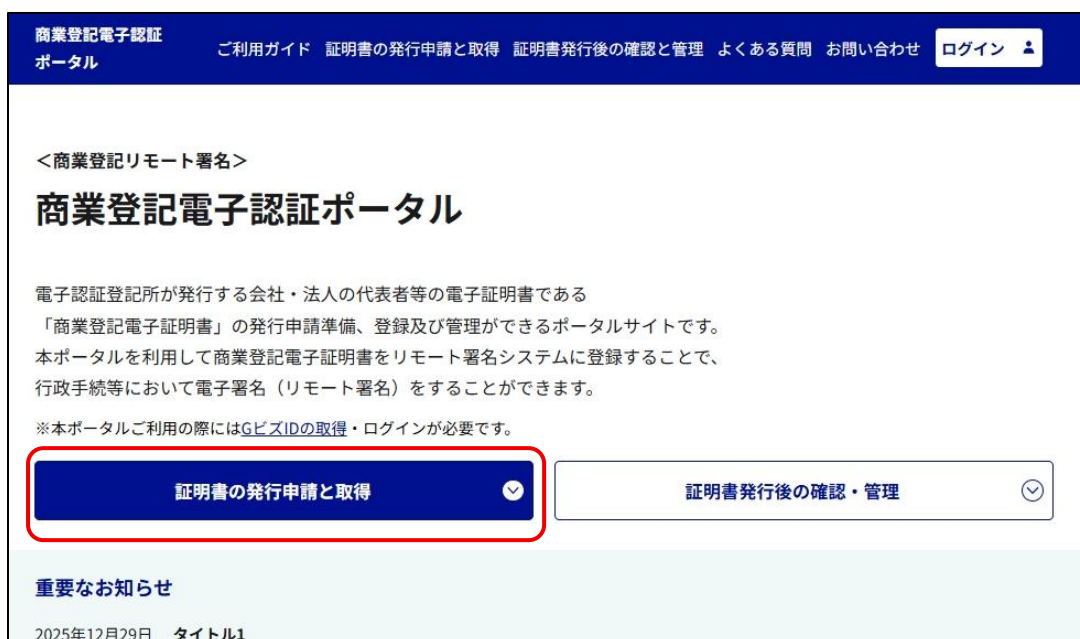 商業登記電子認証
ポータル
ご利用ガイド 証明書の発行申請と取得 証明書発行後の確認と管理 よくある質問 お問い合わせ ログイン
＜商業登記リモート署名＞
商業登記電子認証ポータル
電子認証登記所が発行する会社・法人の代表者等の電子証明書である
「商業登記電子証明書」の発行申請準備、登録及び管理ができるポータルサイトです。
本ポータルを利用して商業登記電子証明書をリモート署名システムに登録することで、
行政手続等において電子署名（リモート署名）をすることができます。
※本ポータルご利用の際にはGビズIDの取得・ログインが必要です。
証明書の発行申請と取得 証明書発行後の確認・管理
重要なお知らせ
2025年12月29日 タイトル1